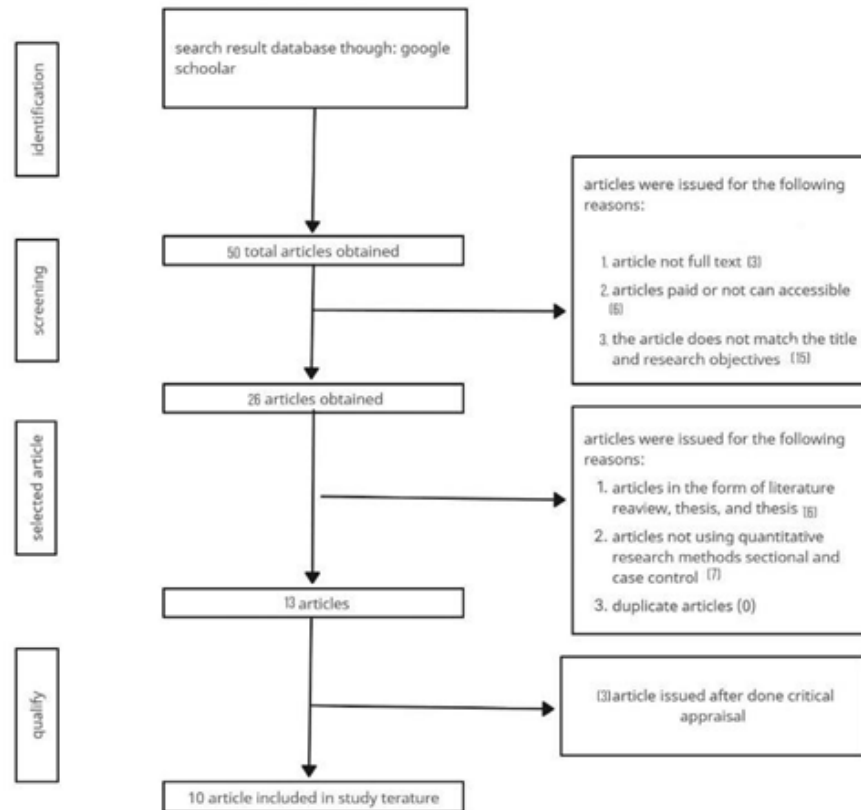 identification
search result database though: google
schoolar
screening
50 total articles obtained
articles were issued for the following
reasons:
1. article not full text (3)
2. articles paid or not can accessible
(6)
3. the article does not match the title
and research objectives (15)
selected article
26 articles obtained
articles were issued for the following
reasons:
1. articles in the form of literature
reaview, thesis, and thesis (6)
2. articles not using quantitative
research methods sectional and
case control (7)
3. duplicate articles (0)
13 articles
qualify
(3) article issued after done critical
appraisal
10 article included in study terature